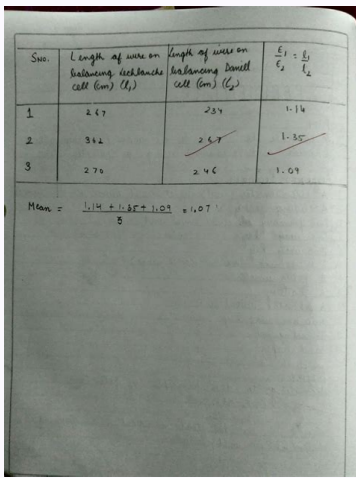 SNO. Length of wire on balancing Lechlanche cell (cm) (l₁) Length of wire on balancing Daniell cell (cm) (l₂) E₁/E₂ = l₁/l₂
1 267 234 1.14
2 362 267 1.35
3 270 246 1.09
Mean = 1.14 + 1.35 + 1.09 / 3 = 1.07